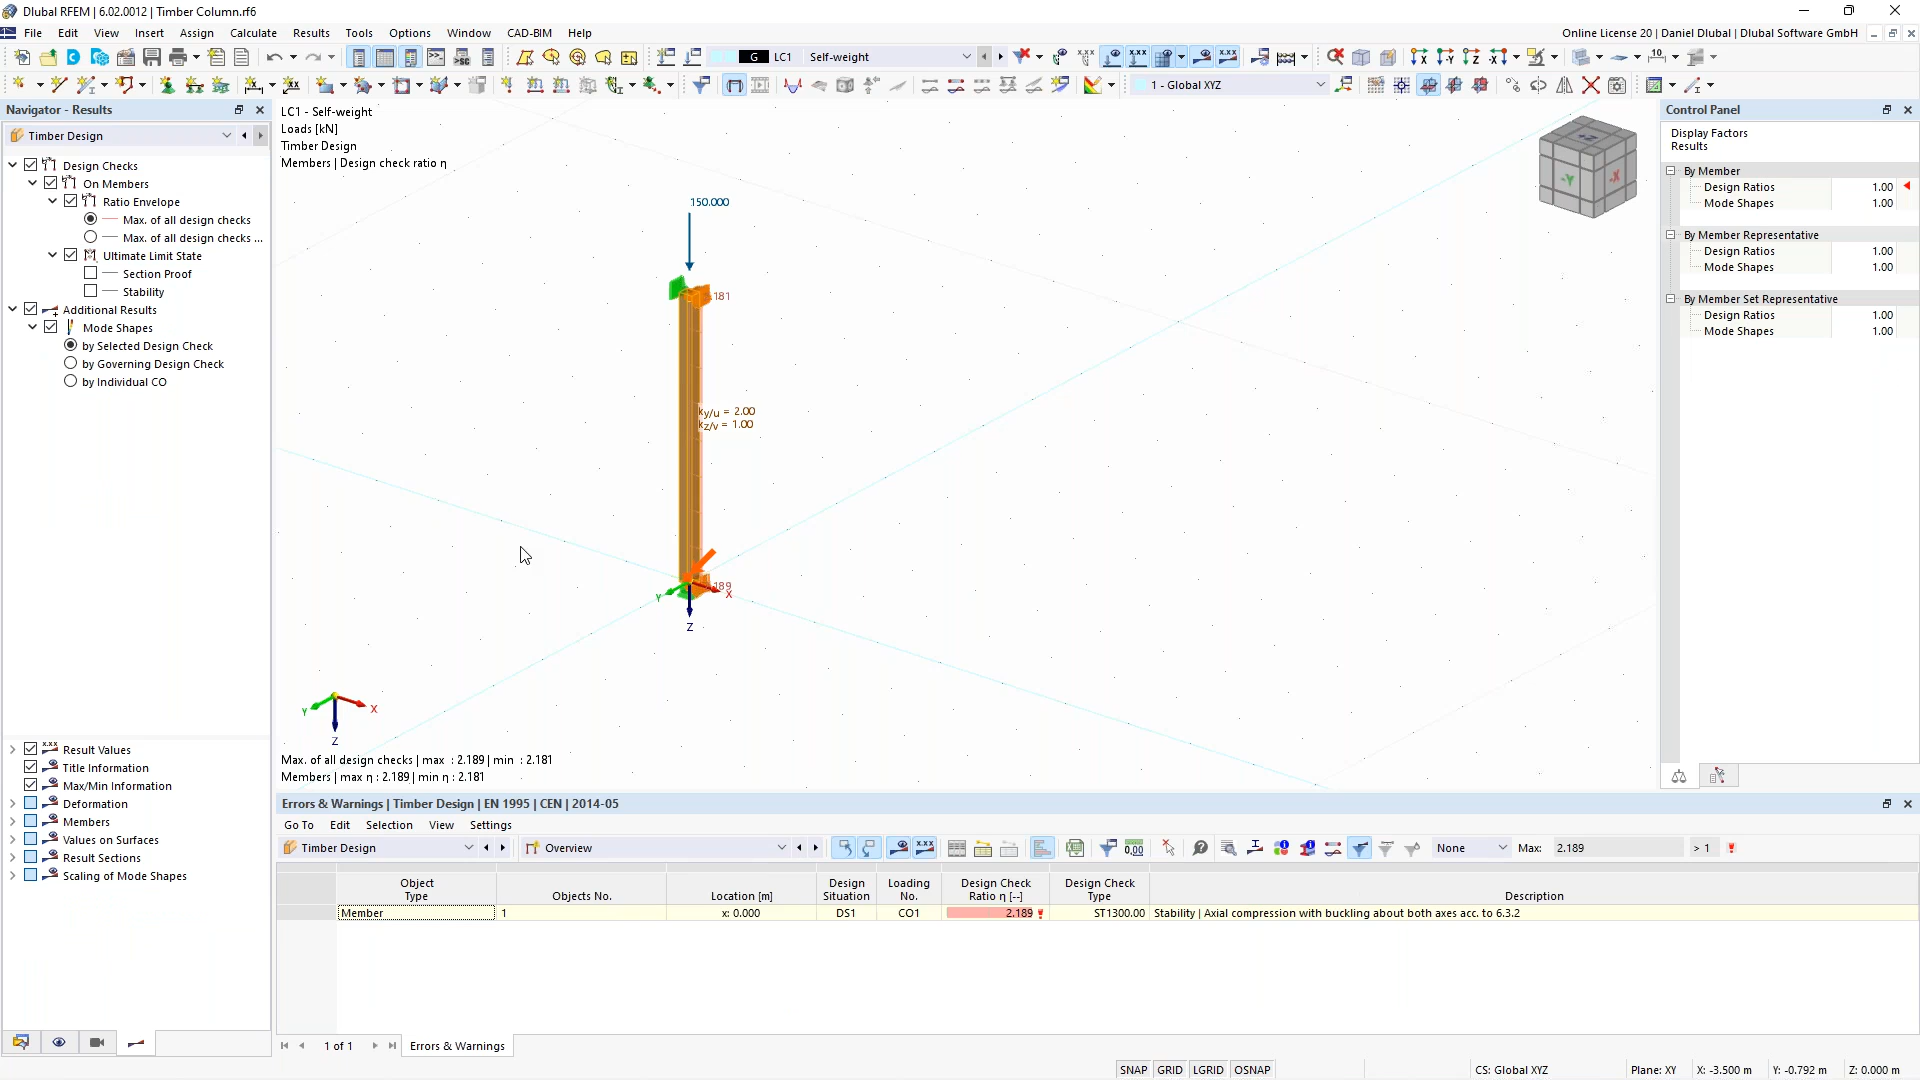 Dlubal RFEM | 6.02.0012 | Timber Column.rf6
File Edit View Insert Assign Calculate Results Tools Options Window CAD-BIM Help
Online License 20 | Daniel Dlubal | Dlubal Software GmbH
G LC1 Self-weight
1 - Global XYZ
Navigator - Results
Timber Design
Design Checks
On Members
Ratio Envelope
Max. of all design checks
Max. of all design checks ...
Ultimate Limit State
Section Proof
Stability
Additional Results
Mode Shapes
by Selected Design Check
by Governing Design Check
by Individual CO
Result Values
Title Information
Max/Min Information
Deformation
Members
Values on Surfaces
Result Sections
Scaling of Mode Shapes
LC1 - Self-weight
Loads [kN]
Timber Design
Members | Design check ratio η
150.000
.181
ky/u = 2.00
kz/v = 1.00
.189
Y X
Z
Y X
Z
-Y -X
Max. of all design checks | max : 2.189 | min : 2.181
Members | max η : 2.189 | min η : 2.181
Control Panel
Display Factors
Results
By Member
Design Ratios 1.00
Mode Shapes 1.00
By Member Representative
Design Ratios 1.00
Mode Shapes 1.00
By Member Set Representative
Design Ratios 1.00
Mode Shapes 1.00
Errors & Warnings | Timber Design | EN 1995 | CEN | 2014-05
Go To Edit Selection View Settings
Timber Design Overview None Max: 2.189 > 1
Object Type Objects No. Location [m] Design Situation Loading No. Design Check Ratio η [--] Design Check Type Description
Member 1 x: 0.000 DS1 CO1 2.189 ST1300.00 Stability | Axial compression with buckling about both axes acc. to 6.3.2
1 of 1 Errors & Warnings
SNAP GRID LGRID OSNAP CS: Global XYZ Plane: XY X: -3.500 m Y: -0.792 m Z: 0.000 m